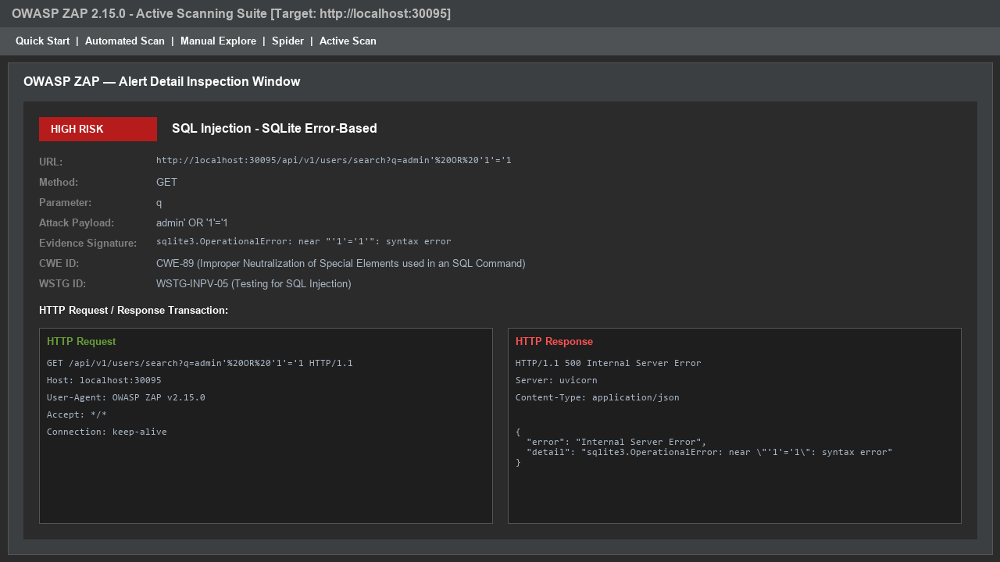 OWASP ZAP 2.15.0 - Active Scanning Suite [Target: http://localhost:30095]
Quick Start | Automated Scan | Manual Explore | Spider | Active Scan
OWASP ZAP — Alert Detail Inspection Window
HIGH RISK SQL Injection - SQLite Error-Based
URL: http://localhost:30095/api/v1/users/search?q=admin'%20OR%20'1'='1
Method: GET
Parameter: q
Attack Payload: admin' OR '1'='1
Evidence Signature: sqlite3.OperationalError: near "'1'='1'": syntax error
CWE ID: CWE-89 (Improper Neutralization of Special Elements used in an SQL Command)
WSTG ID: WSTG-INPV-05 (Testing for SQL Injection)
HTTP Request / Response Transaction:
HTTP Request
GET /api/v1/users/search?q=admin'%20OR%20'1'='1 HTTP/1.1
Host: localhost:30095
User-Agent: OWASP ZAP v2.15.0
Accept: */*
Connection: keep-alive
HTTP Response
HTTP/1.1 500 Internal Server Error
Server: uvicorn
Content-Type: application/json
{
  "error": "Internal Server Error",
  "detail": "sqlite3.OperationalError: near \"'1'='1\": syntax error"
}